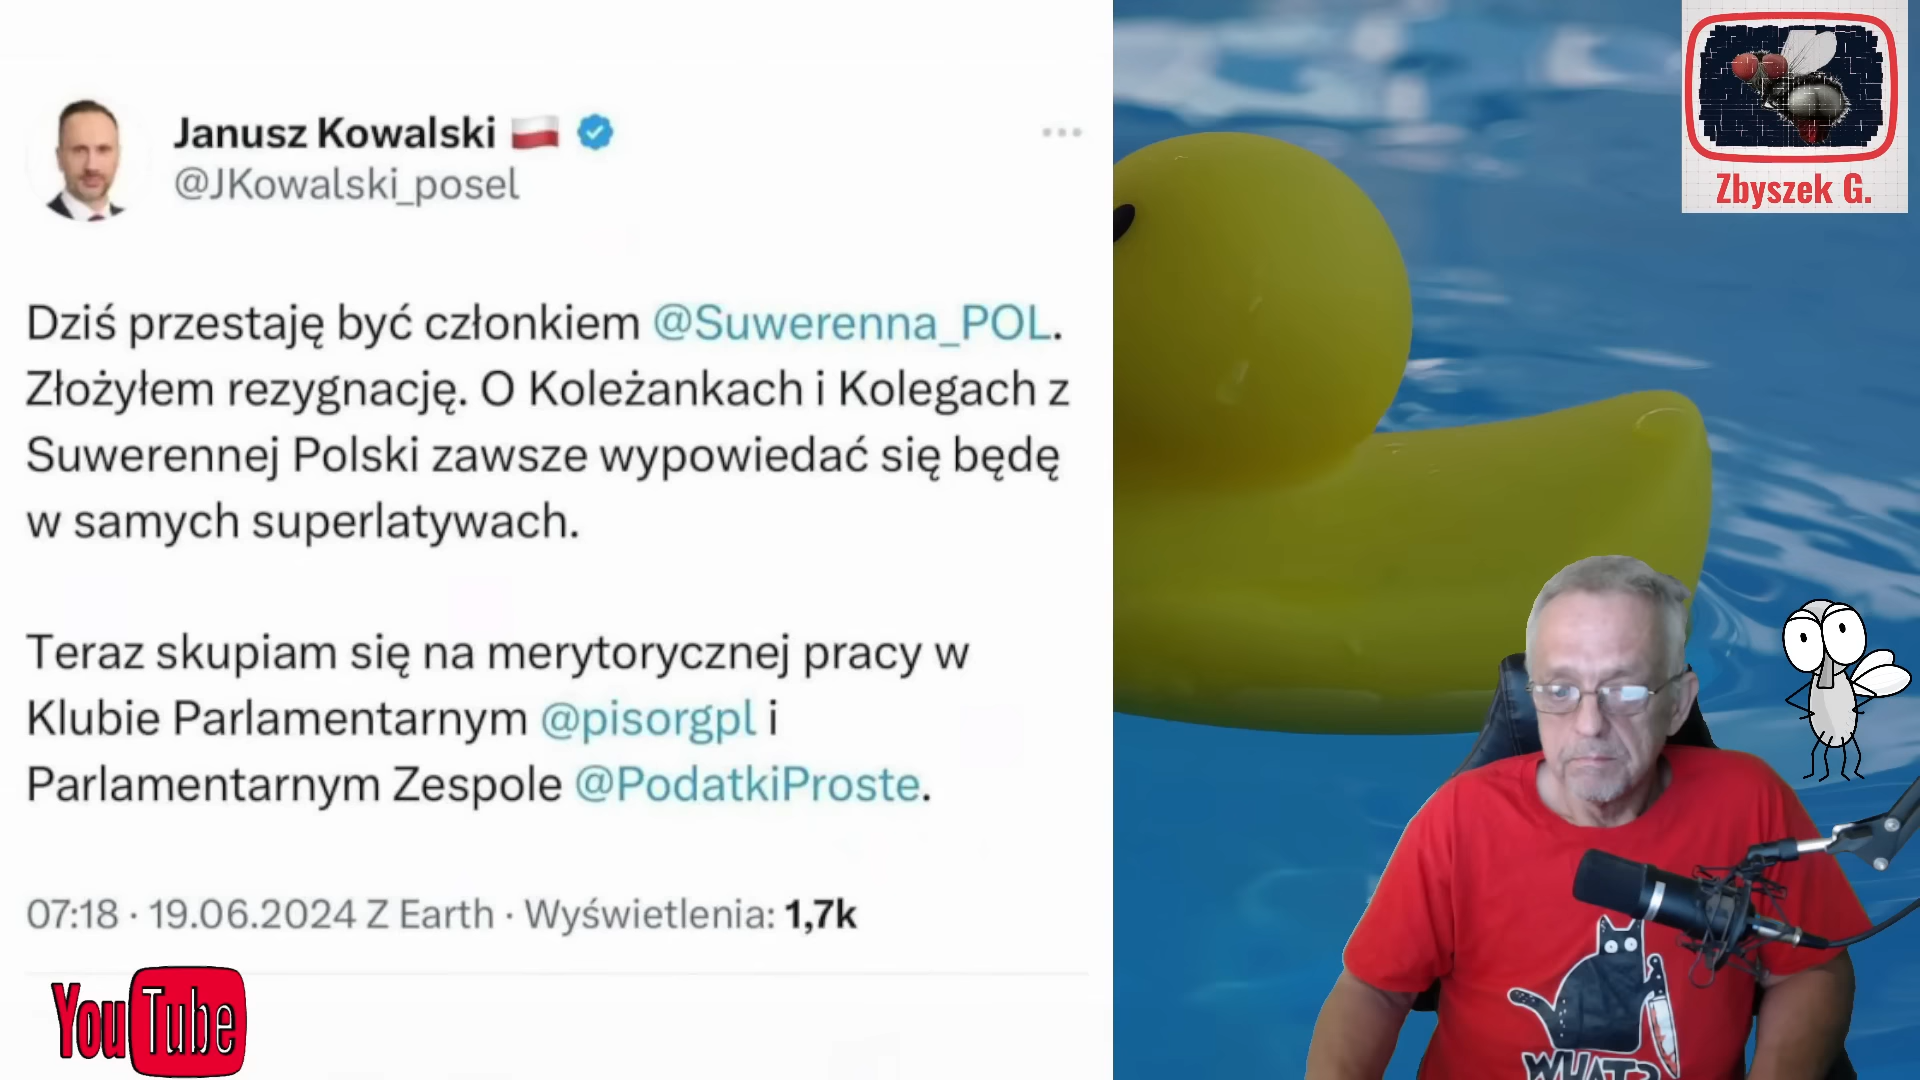 Janusz Kowalski
@JKowalski_posel
Dziś przestaję być członkiem @Suwerenna_POL.
Złożyłem rezygnację. O Koleżankach i Kolegach z
Suwerennej Polski zawsze wypowiedać się będę
w samych superlatywach.
Teraz skupiam się na merytorycznej pracy w
Klubie Parlamentarnym @pisorgpl i
Parlamentarnym Zespole @PodatkiProste.
07:18 · 19.06.2024 Z Earth · Wyświetlenia: 1,7k
YouTube
Zbyszek G.
WHAT?